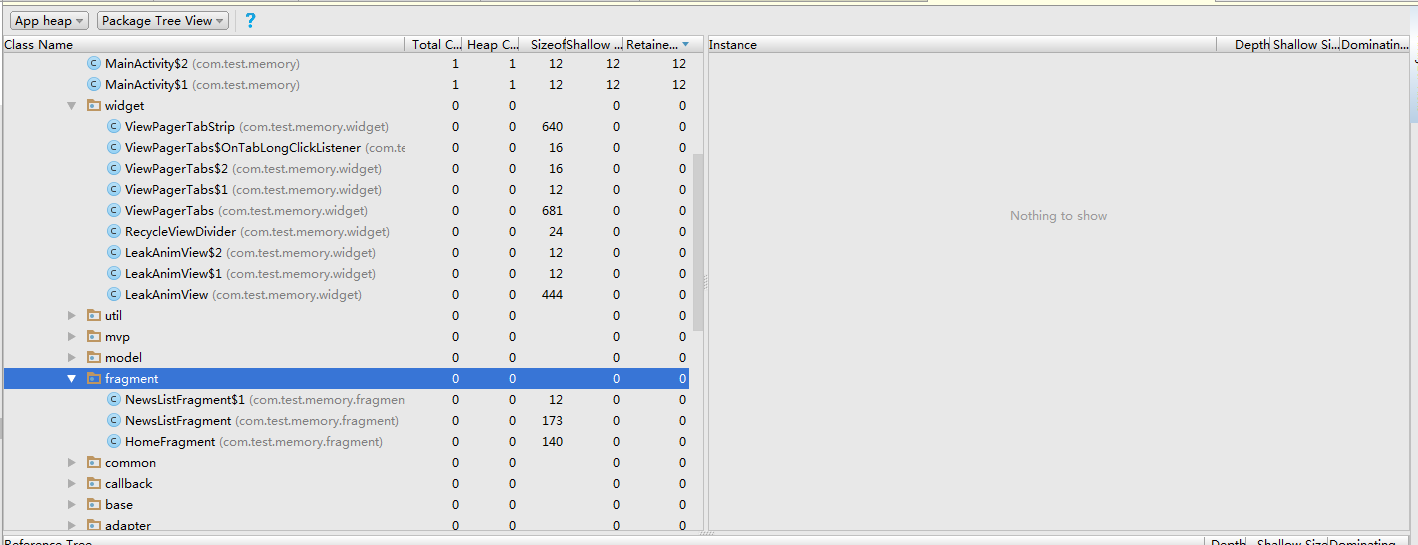 App heap Package Tree View ?
Class Name Total C... Heap C... Sizeof Shallow ... Retaine... Instance Depth Shallow Si... Dominatin...
C MainActivity$2 (com.test.memory) 1 1 12 12 12
C MainActivity$1 (com.test.memory) 1 1 12 12 12
widget 0 0 0 0
C ViewPagerTabStrip (com.test.memory.widget) 0 0 640 0 0
C ViewPagerTabs$OnTabLongClickListener (com.te 0 0 16 0 0
C ViewPagerTabs$2 (com.test.memory.widget) 0 0 16 0 0
C ViewPagerTabs$1 (com.test.memory.widget) 0 0 12 0 0
C ViewPagerTabs (com.test.memory.widget) 0 0 681 0 0
Nothing to show
C RecycleViewDivider (com.test.memory.widget) 0 0 24 0 0
C LeakAnimView$2 (com.test.memory.widget) 0 0 12 0 0
C LeakAnimView$1 (com.test.memory.widget) 0 0 12 0 0
C LeakAnimView (com.test.memory.widget) 0 0 444 0 0
util 0 0 0 0
mvp 0 0 0 0
model 0 0 0 0
fragment 0 0 0 0
C NewsListFragment$1 (com.test.memory.fragmen 0 0 12 0 0
C NewsListFragment (com.test.memory.fragment) 0 0 173 0 0
C HomeFragment (com.test.memory.fragment) 0 0 140 0 0
common 0 0 0 0
callback 0 0 0 0
base 0 0 0 0
adapter 0 0 0 0
Reference Tree Depth Shallow Size Dominating